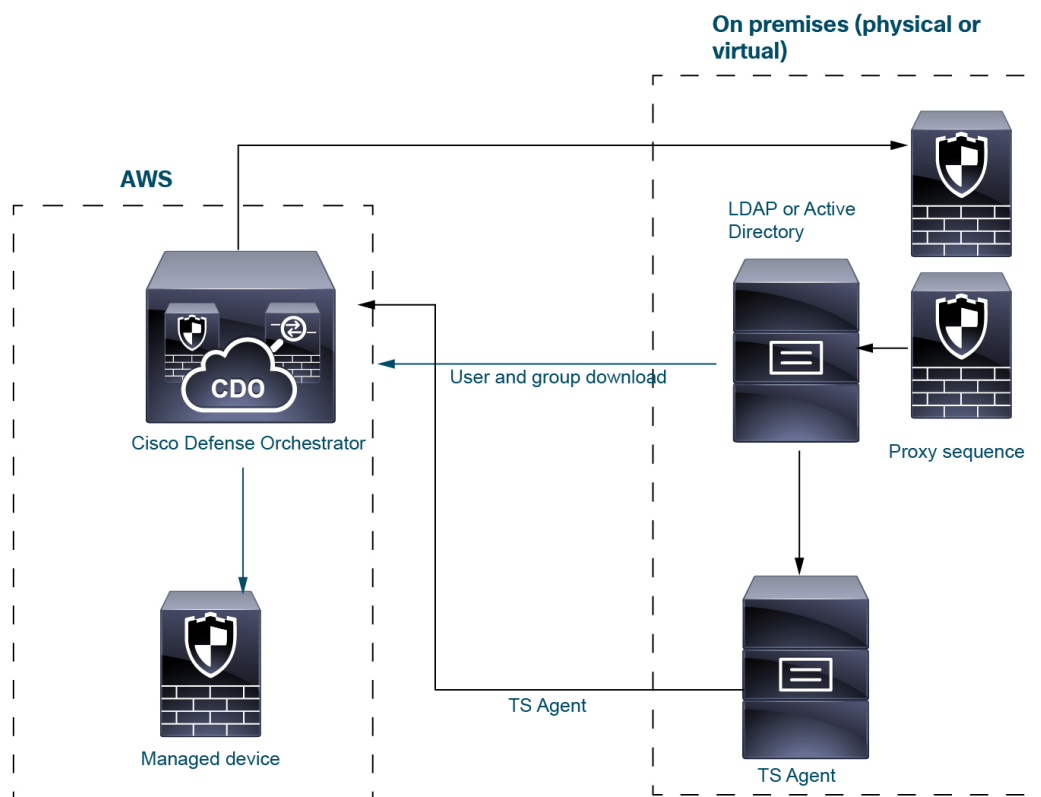 On premises (physical or
virtual)
AWS
LDAP or Active
Directory
CDO
User and group download
Cisco Defense Orchestrator
Proxy sequence
TS Agent
Managed device
TS Agent